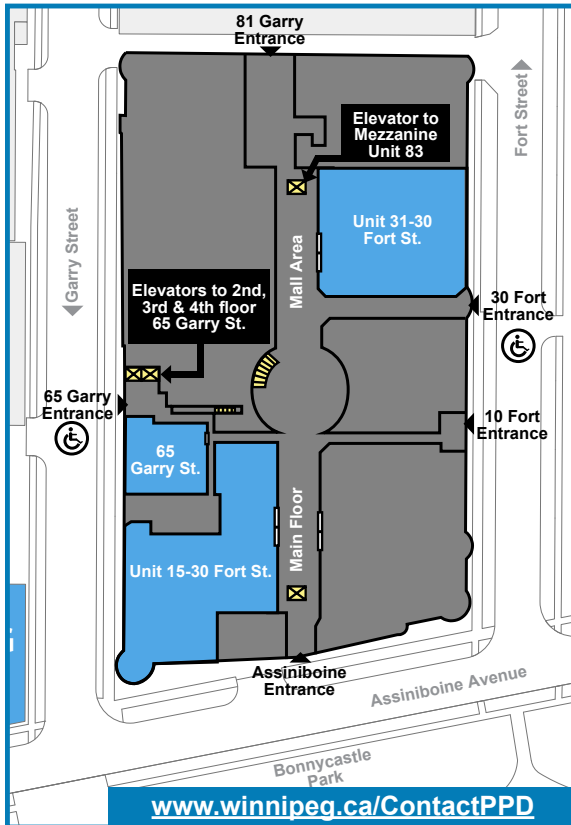 81 Garry
Entrance
Fort Street
Elevator to
Mezzanine
Unit 83
Unit 31-30
Fort St.
Garry Street
Mall Area
Elevators to 2nd,
3rd & 4th floor
65 Garry St.
30 Fort
Entrance
65 Garry
Entrance
10 Fort
Entrance
65
Garry St.
Main Floor
Unit 15-30 Fort St.
Assiniboine
Entrance
Assiniboine Avenue
Bonnycastle
Park
www.winnipeg.ca/ContactPPD